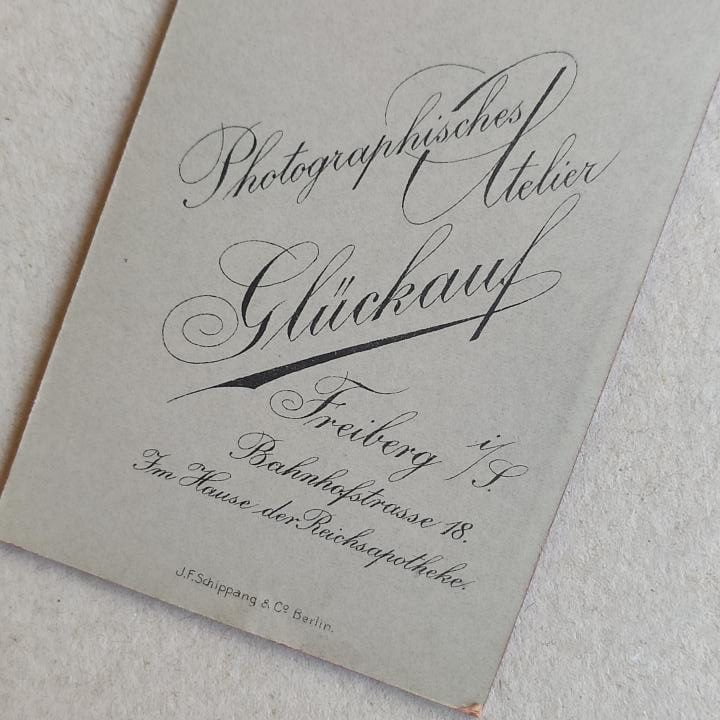 Photographisches
Atelier
Glückauf
Freiberg i/S.
Bahnhofstrasse 18.
Im Hause der Reichsapotheke.
J.F. Schippang & Co Berlin.